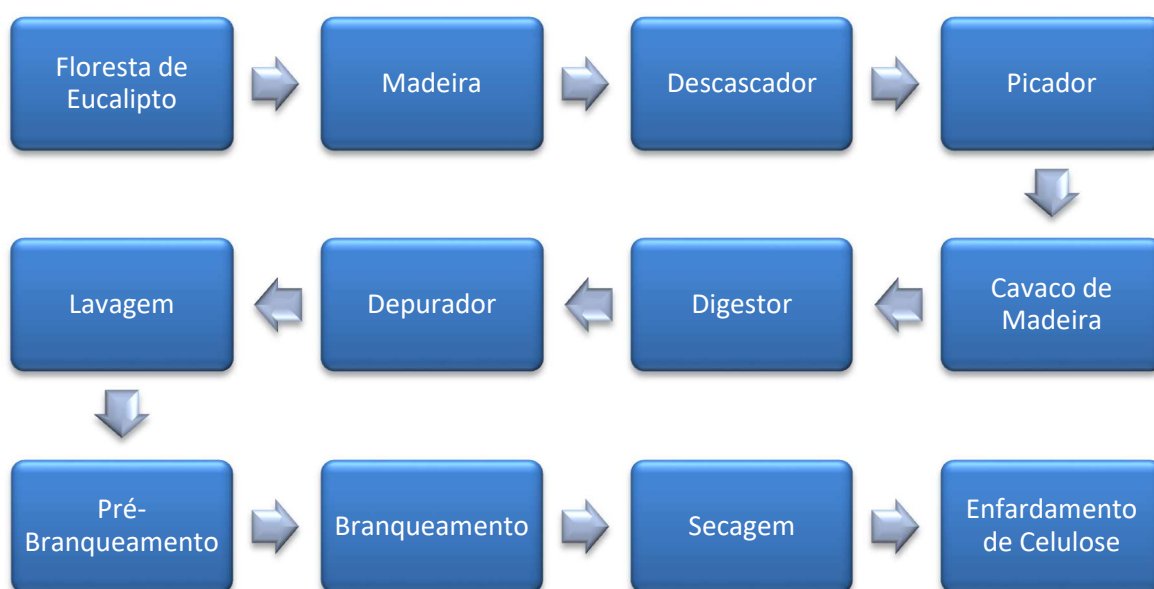 Floresta de
Eucalipto
Madeira
Descascador
Picador
Cavaco de
Madeira
Digestor
Depurador
Lavagem
Pré-
Branqueamento
Branqueamento
Secagem
Enfardamento
de Celulose